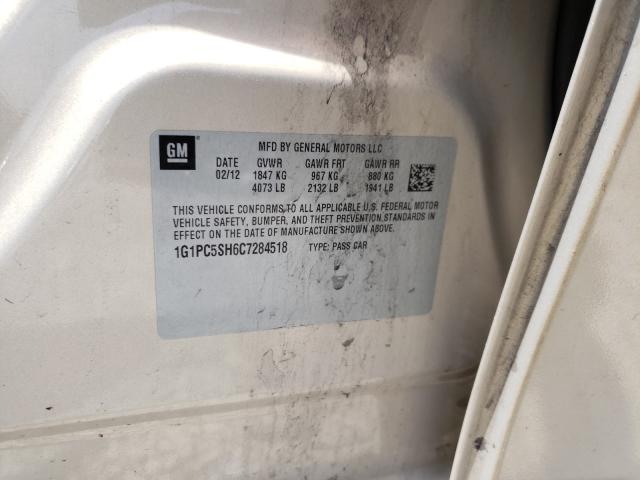 GM ® MFD BY GENERAL MOTORS LLC
DATE GVWR GAWR FRT GAWR RR
02/12 1847 KG 967 KG 880 KG
4073 LB 2132 LB 1941 LB
THIS VEHICLE CONFORMS TO ALL APPLICABLE U.S. FEDERAL MOTOR
VEHICLE SAFETY, BUMPER, AND THEFT PREVENTION STANDARDS IN
EFFECT ON THE DATE OF MANUFACTURE SHOWN ABOVE.
1G1PC5SH6C7284518 TYPE: PASS CAR